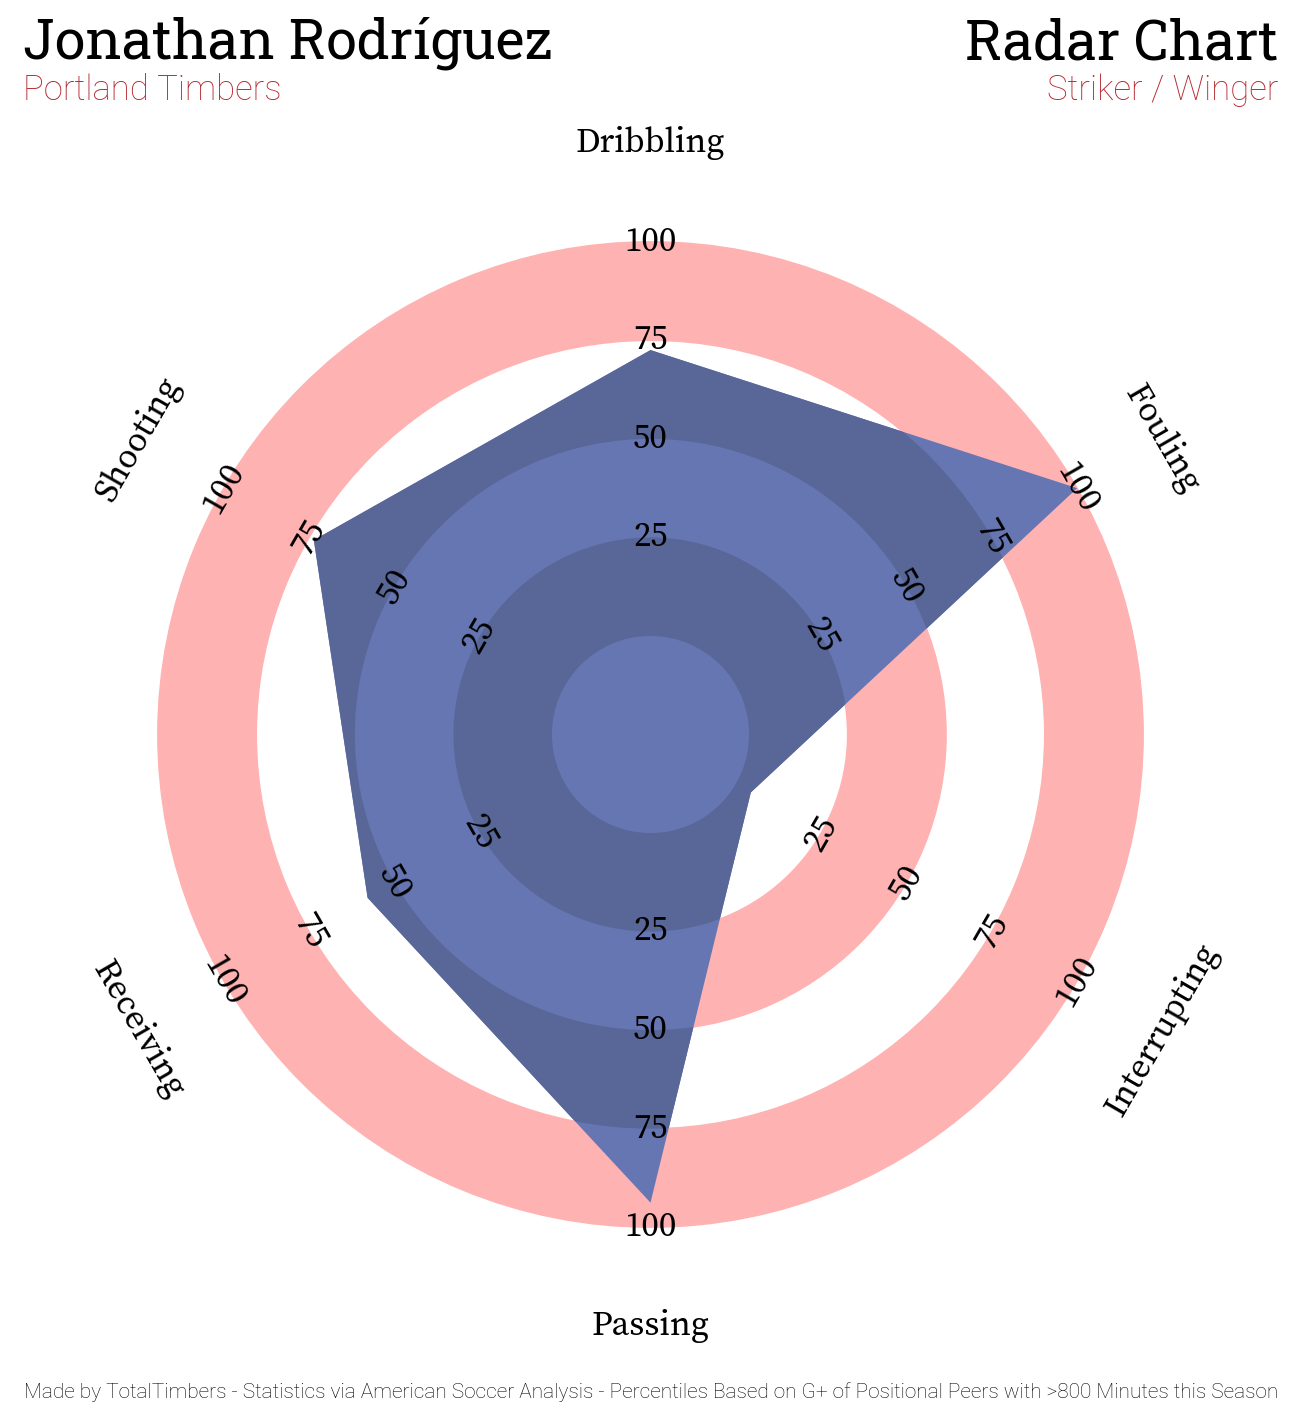 Jonathan Rodríguez
Portland Timbers
Radar Chart
Striker / Winger
Dribbling
100
75
50
25
Fouling
100
75
50
25
Shooting
100
75
50
25
Receiving
100
75
50
25
Interrupting
100
75
50
25
25
50
75
100
Passing
Made by TotalTimbers - Statistics via American Soccer Analysis - Percentiles Based on G+ of Positional Peers with >800 Minutes this Season